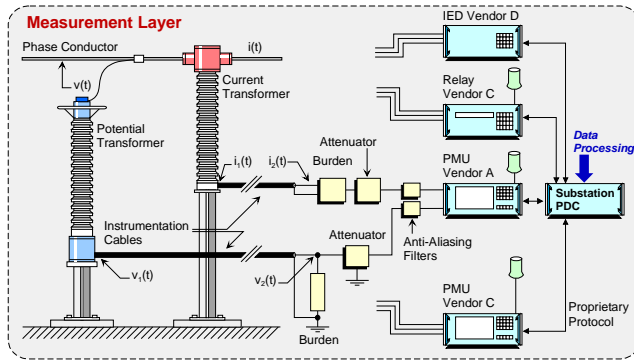 Measurement Layer
Phase Conductor
i(t)
v(t)
Current
Transformer
Potential
Transformer
IED Vendor D
Relay
Vendor C
Data
Processing
Attenuator
Burden
i1(t)
i2(t)
PMU
Vendor A
Substation
PDC
Instrumentation
Cables
Attenuator
Anti-Aliasing
Filters
v1(t)
v2(t)
Burden
PMU
Vendor C
Proprietary
Protocol